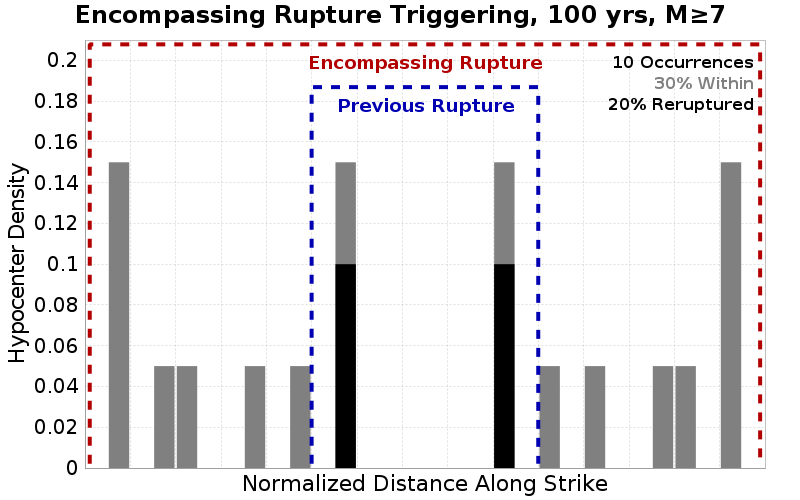 Encompassing Rupture Triggering, 100 yrs, M≥7
Encompassing Rupture
Previous Rupture
10 Occurrences
30% Within
20% Reruptured
Hypocenter Density
0.2
0.18
0.16
0.14
0.12
0.1
0.08
0.06
0.04
0.02
0
Normalized Distance Along Strike